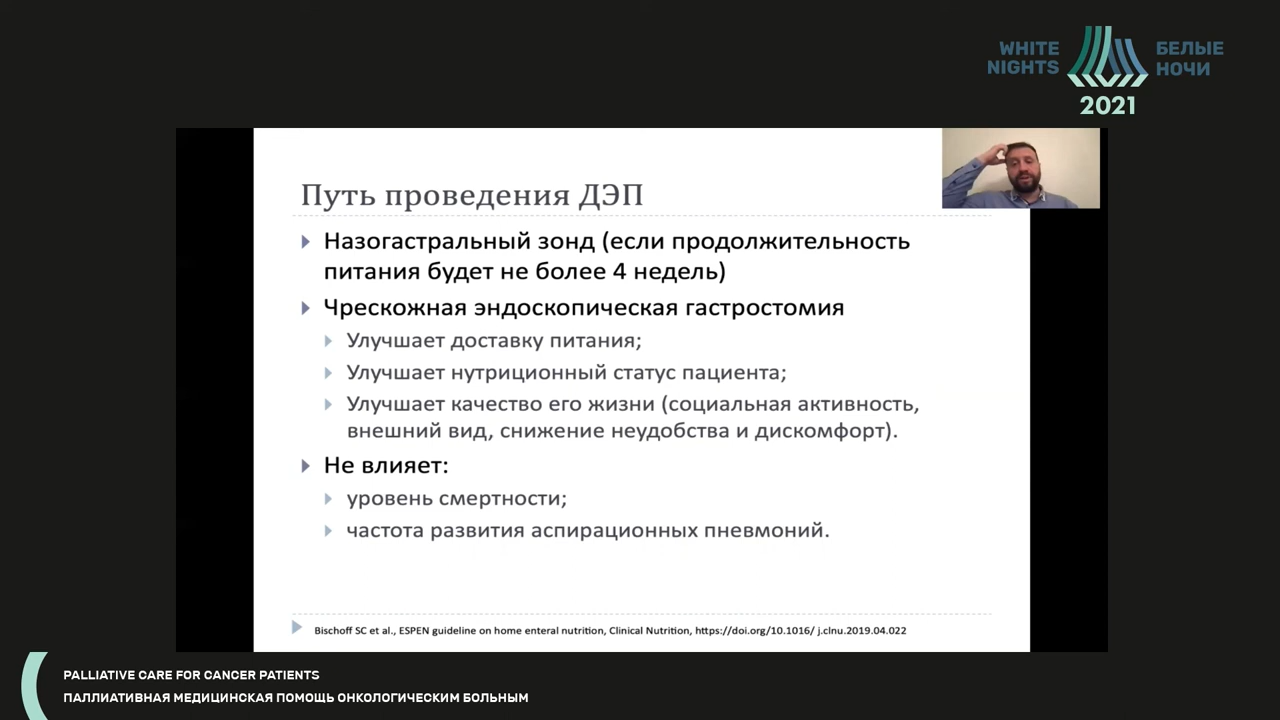 WHITE
NIGHTS
БЕЛЫЕ
НОЧИ
2021
Путь проведения ДЭП
Назогастральный зонд (если продолжительность
питания будет не более 4 недель)
Чрескожная эндоскопическая гастростомия
Улучшает доставку питания;
Улучшает нутриционный статус пациента;
Улучшает качество его жизни (социальная активность,
внешний вид, снижение неудобства и дискомфорт).
Не влияет:
уровень смертности;
частота развития аспирационных пневмоний.
Bischoff SC et al., ESPEN guideline on home enteral nutrition, Clinical Nutrition, https://doi.org/10.1016/ j.clnu.2019.04.022
PALLIATIVE CARE FOR CANCER PATIENTS
ПАЛЛИАТИВНАЯ МЕДИЦИНСКАЯ ПОМОЩЬ ОНКОЛОГИЧЕСКИМ БОЛЬНЫМ